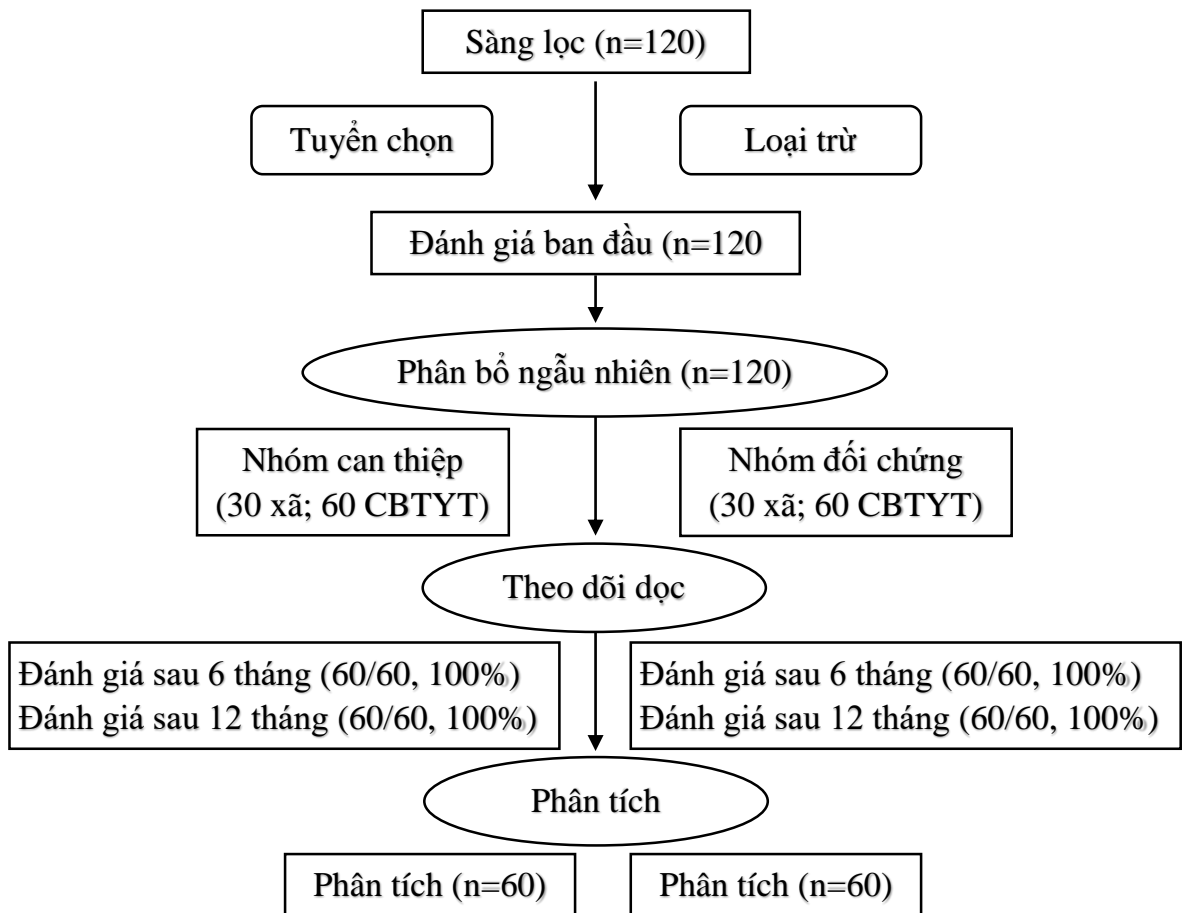 Sàng lọc (n=120)
Tuyển chọn
Loại trừ
Đánh giá ban đầu (n=120
Phân bổ ngẫu nhiên (n=120)
Nhóm can thiệp
(30 xã; 60 CBTYT)
Nhóm đối chứng
(30 xã; 60 CBTYT)
Theo dõi dọc
Đánh giá sau 6 tháng (60/60, 100%)
Đánh giá sau 12 tháng (60/60, 100%)
Đánh giá sau 6 tháng (60/60, 100%)
Đánh giá sau 12 tháng (60/60, 100%)
Phân tích
Phân tích (n=60)
Phân tích (n=60)